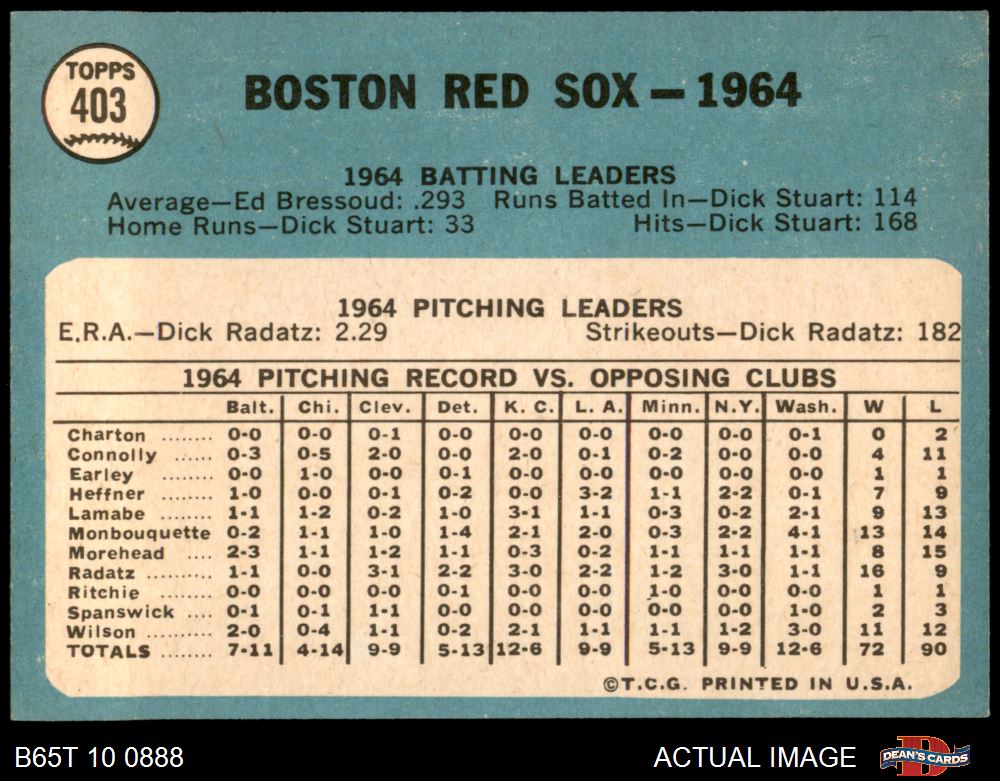 TOPPS
403
BOSTON RED SOX — 1964
1964 BATTING LEADERS
Average—Ed Bressoud: .293 Runs Batted In—Dick Stuart: 114
Home Runs—Dick Stuart: 33 Hits—Dick Stuart: 168
1964 PITCHING LEADERS
E.R.A.—Dick Radatz: 2.29 Strikeouts—Dick Radatz: 182
1964 PITCHING RECORD VS. OPPOSING CLUBS
Balt. Chi. Clev. Det. K. C. L. A. Minn. N.Y. Wash. W L
Charton ........ 0-0 0-0 0-1 0-0 0-0 0-0 0-0 0-0 0-1 0 2
Connolly ...... 0-3 0-5 2-0 0-0 2-0 0-1 0-2 0-0 0-0 4 11
Earley ........ 0-0 1-0 0-0 0-1 0-0 0-0 0-0 0-0 0-0 1 1
Heffner ........ 1-0 0-0 0-1 0-2 0-0 3-2 1-1 2-2 0-1 7 9
Lamabe ........ 1-1 1-2 0-2 1-0 3-1 1-1 0-3 0-2 2-1 9 13
Monbouquette 0-2 1-1 1-0 1-4 2-1 2-0 0-3 2-2 4-1 13 14
Morehead .... 2-3 1-1 1-2 1-1 0-3 0-2 1-1 1-1 1-1 8 15
Radatz .......... 1-1 0-0 3-1 2-2 3-0 2-2 1-2 3-0 1-1 16 9
Ritchie ........ 0-0 0-0 0-0 0-1 0-0 0-0 1-0 0-0 0-0 1 1
Spanswick .... 0-1 0-1 1-1 0-0 0-0 0-0 0-0 0-0 1-0 2 3
Wilson .......... 2-0 0-4 1-1 0-2 2-1 1-1 1-1 1-2 3-0 11 12
TOTALS ........ 7-11 4-14 9-9 5-13 12-6 9-9 5-13 9-9 12-6 72 90
©T.C.G. PRINTED IN U.S.A.
B65T 10 0888 ACTUAL IMAGE DEAN'S CARDS